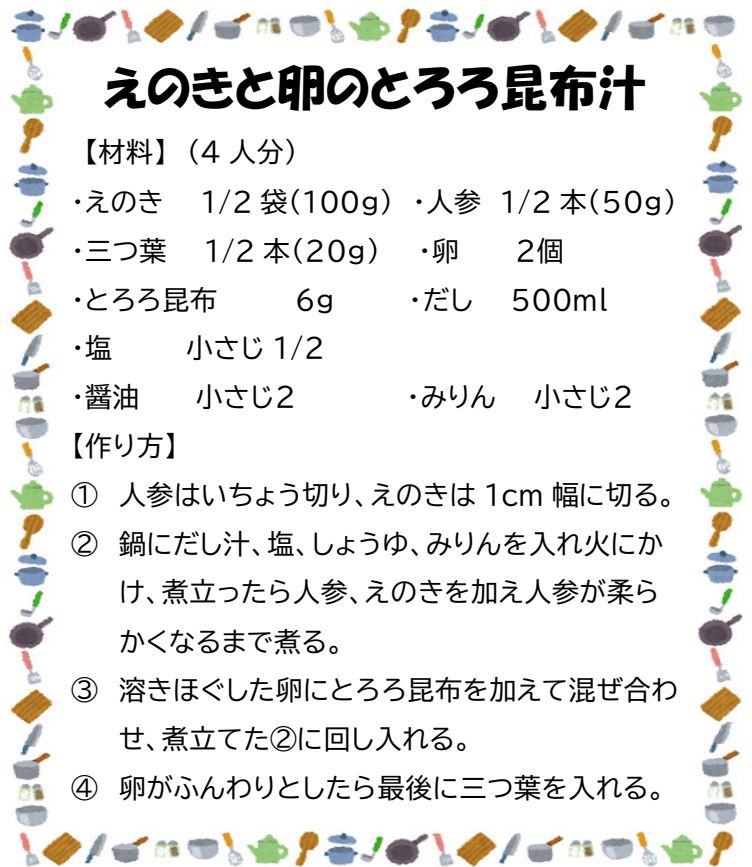 えのきと卵のとろろ昆布汁
【材料】（4 人分）
・えのき　1/2 袋（100g）　・人参　1/2 本（50g）
・三つ葉　1/2 本（20g）　・卵　2個
・とろろ昆布　6g　・だし　500ml
・塩　小さじ 1/2
・醤油　小さじ2　・みりん　小さじ2
【作り方】
①　人参はいちょう切り、えのきは 1cm 幅に切る。
②　鍋にだし汁、塩、しょうゆ、みりんを入れ火にか
け、煮立ったら人参、えのきを加え人参が柔ら
かくなるまで煮る。
③　溶きほぐした卵にとろろ昆布を加えて混ぜ合わ
せ、煮立てた②に回し入れる。
④　卵がふんわりとしたら最後に三つ葉を入れる。